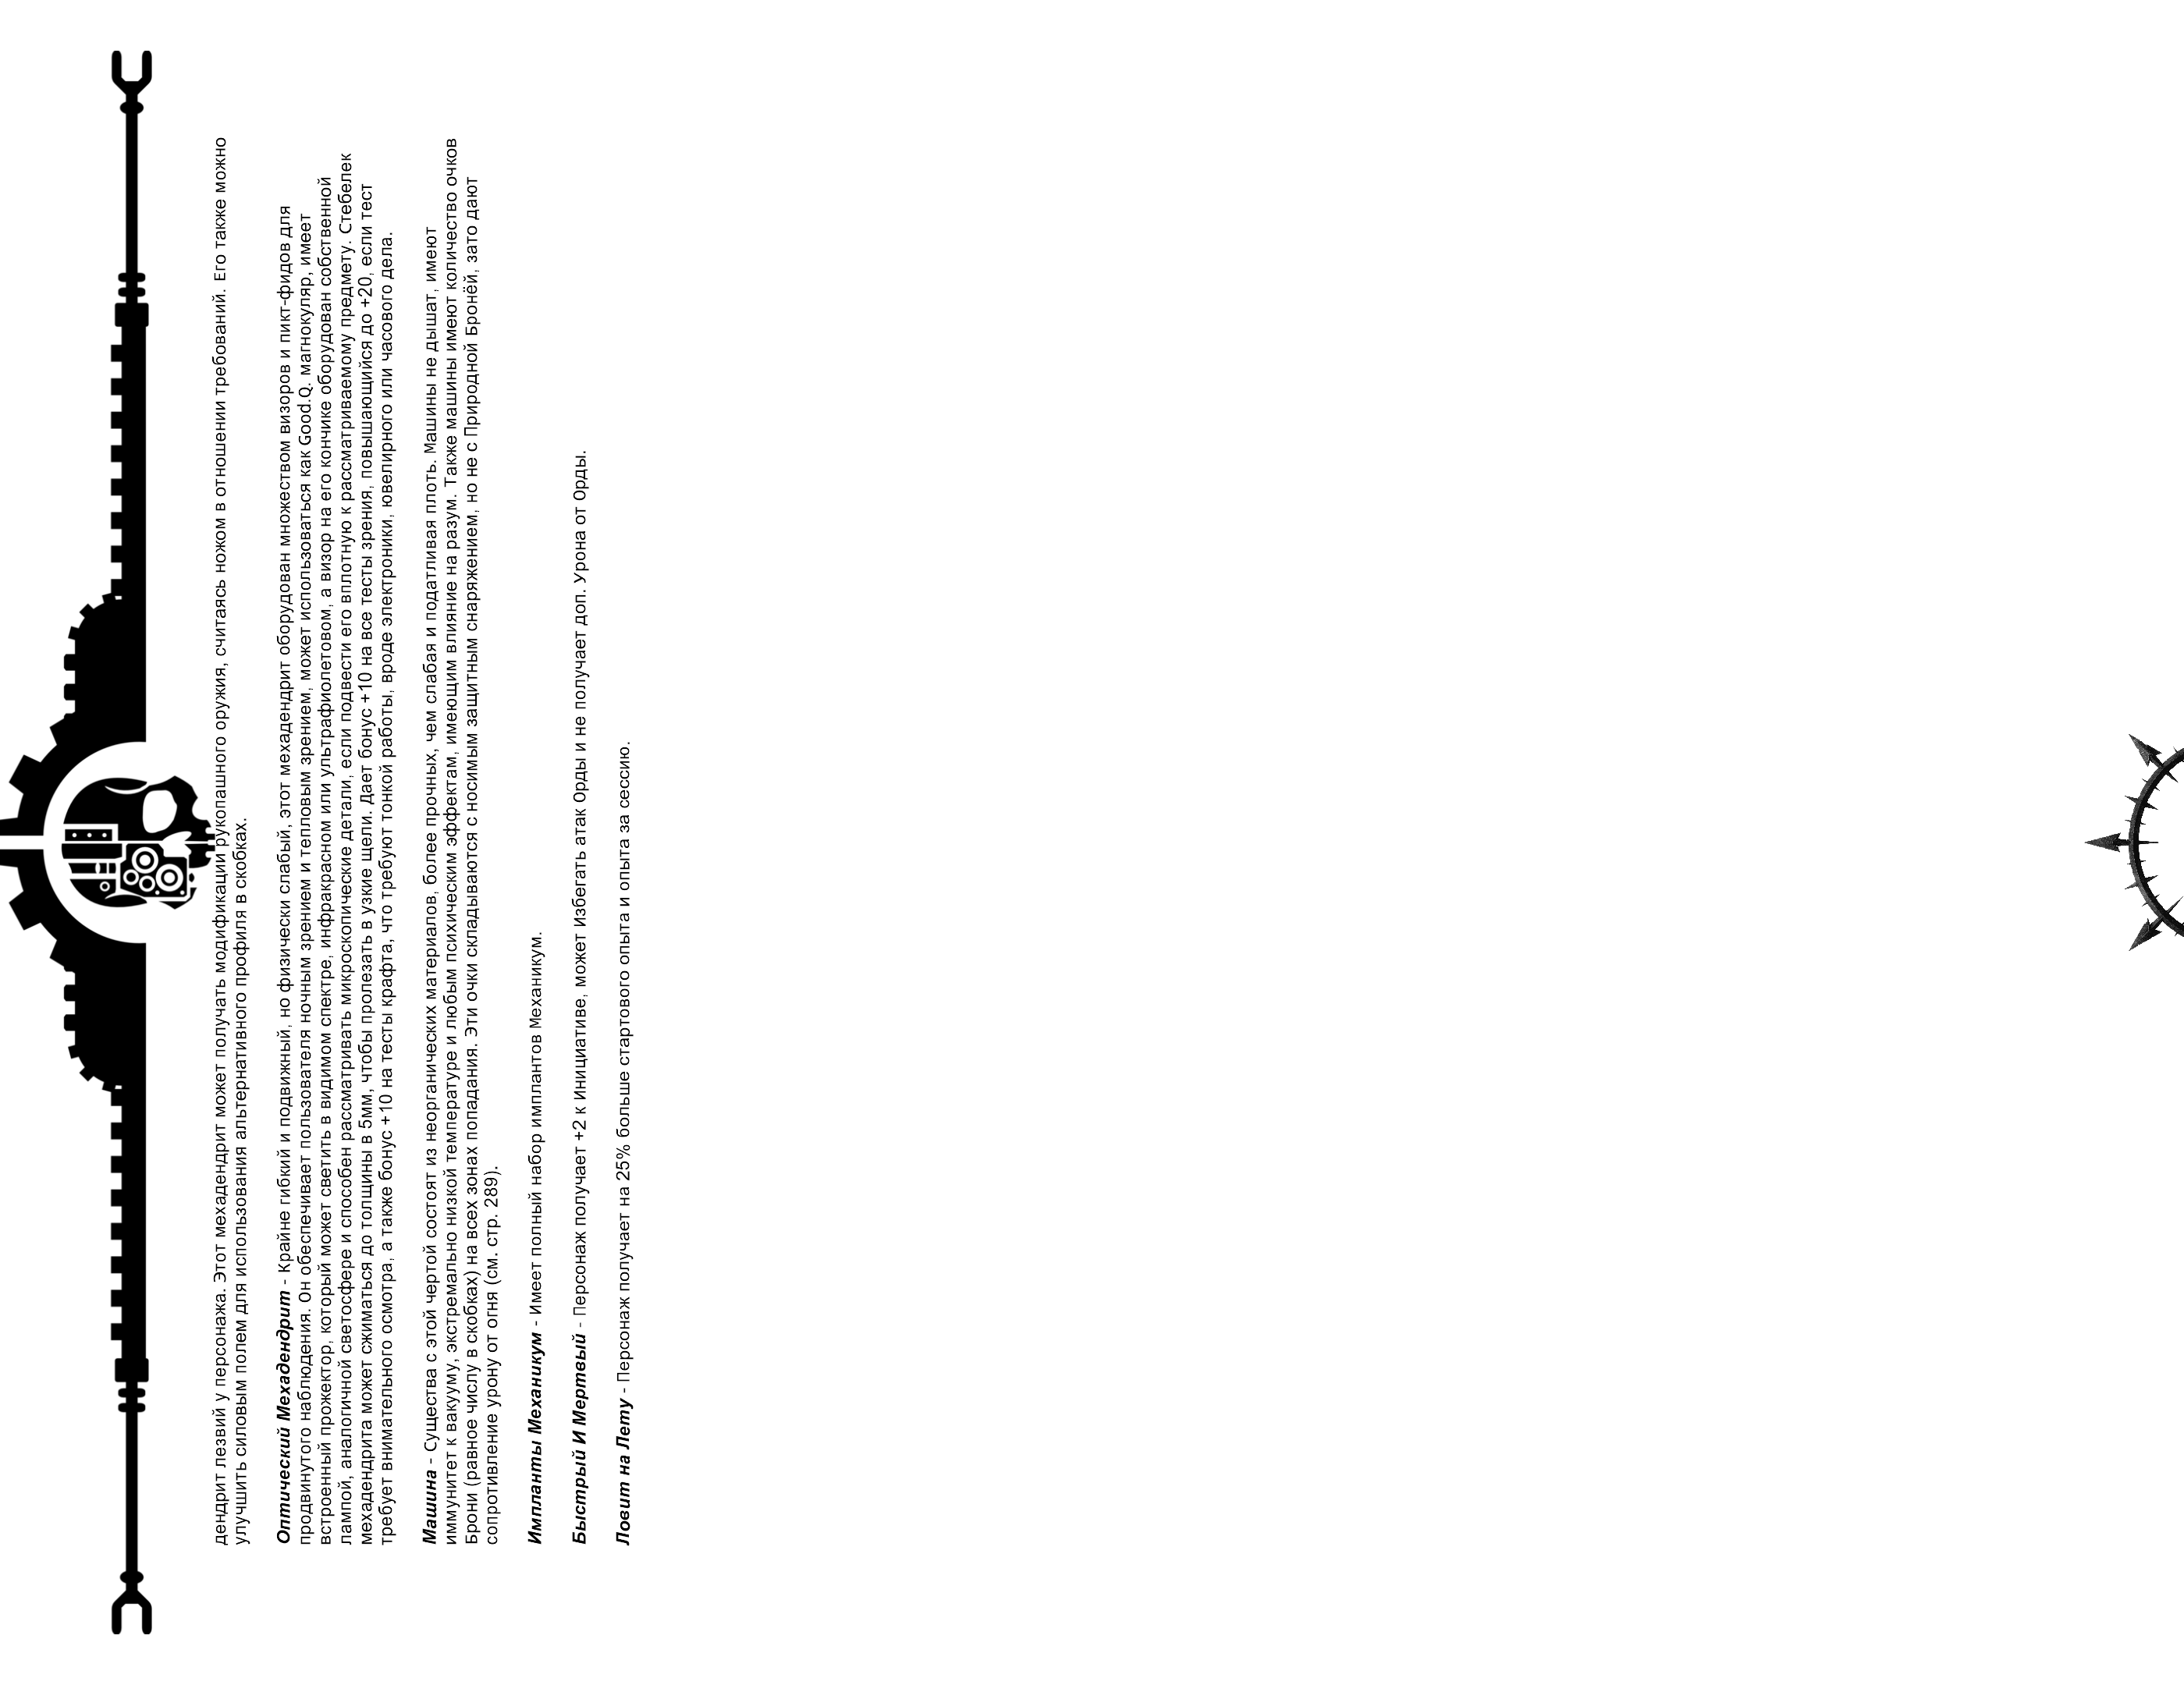 дендрит лезвий у персонажа. Этот мехадендрит может получать модификации рукопашного оружия, считаясь ножом в отношении требований. Его также можно
улучшить силовым полем для использования альтернативного профиля в скобках.
Оптический Мехадендрит - Крайне гибкий и подвижный, но физически слабый, этот мехадендрит оборудован множеством визоров и пикт-фидов для
продвинутого наблюдения. Он обеспечивает пользователя ночным зрением и тепловым зрением, может использоваться как Good.Q. магнокуляр, имеет
встроенный прожектор, который может светить в видимом спектре, инфракрасном или ультрафиолетовом, а визор на его кончике оборудован собственной
лампой, аналогичной светосфере и способен рассматривать микроскопические детали, если подвести его вплотную к рассматриваемому предмету. Стебелек
мехадендрита может сжиматься до толщины в 5мм, чтобы пролезать в узкие щели. Дает бонус +10 на все тесты зрения, повышающийся до +20, если тест
требует внимательного осмотра, а также бонус +10 на тесты крафта, что требуют тонкой работы, вроде электроники, ювелирного или часового дела.
Машина - Существа с этой чертой состоят из неорганических материалов, более прочных, чем слабая и податливая плоть. Машины не дышат, имеют
иммунитет к вакууму, экстремально низкой температуре и любым психическим эффектам, имеющим влияние на разум. Также машины имеют количество очков
Брони (равное числу в скобках) на всех зонах попадания. Эти очки складываются с носимым защитным снаряжением, но не с Природной Бронёй, зато дают
сопротивление урону от огня (см. стр. 289).
Импланты Механикум - Имеет полный набор имплантов Механикум.
Быстрый И Мертвый - Персонаж получает +2 к Инициативе, может Избегать атак Орды и не получает доп. Урона от Орды.
Ловит на Лету - Персонаж получает на 25% больше стартового опыта и опыта за сессию.